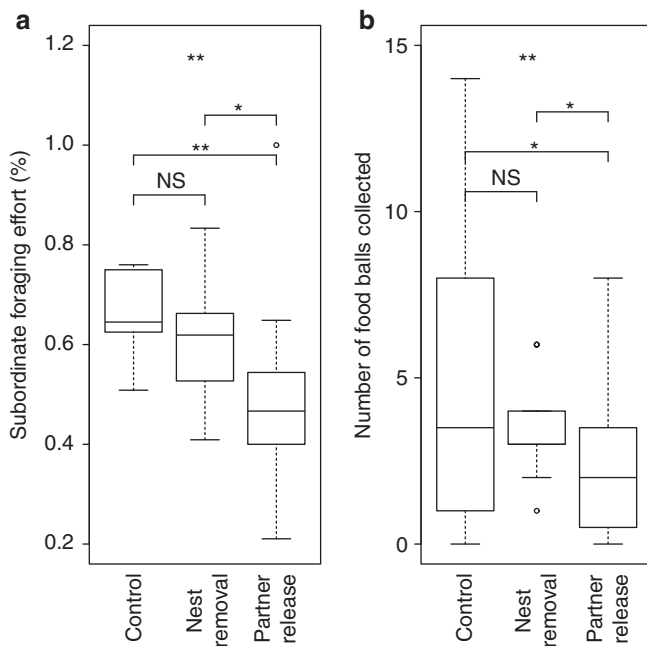 a
Subordinate foraging effort (%)
1.2
1.0
0.8
0.6
0.4
0.2
**
*
**
NS
Control
Nest
removal
Partner
release
b
Number of food balls collected
15
10
5
0
**
*
*
NS
Control
Nest
removal
Partner
release